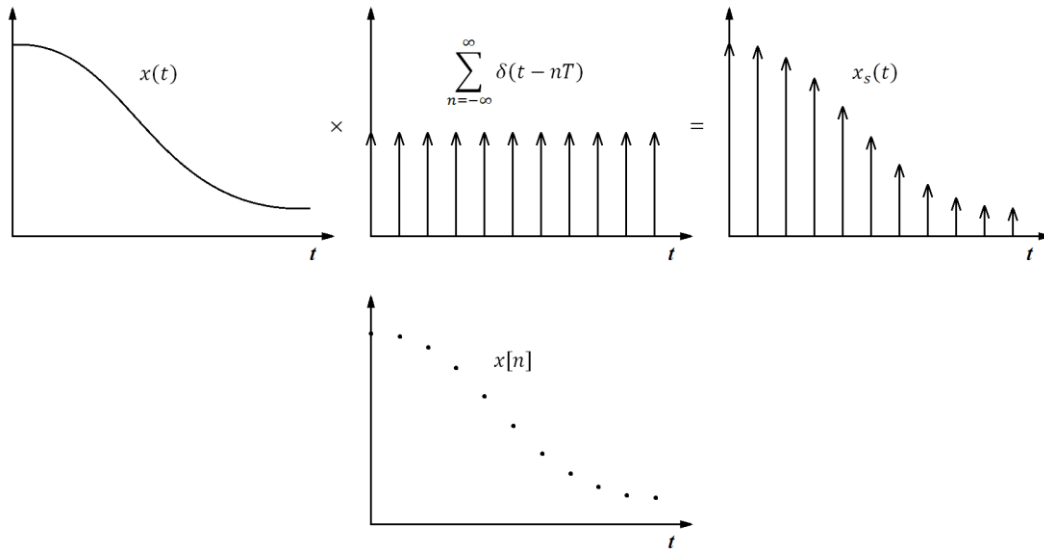 x(t)
×
∞
∑ δ(t − nT)
n=−∞
=
x_s(t)
t
t
t
x[n]
t